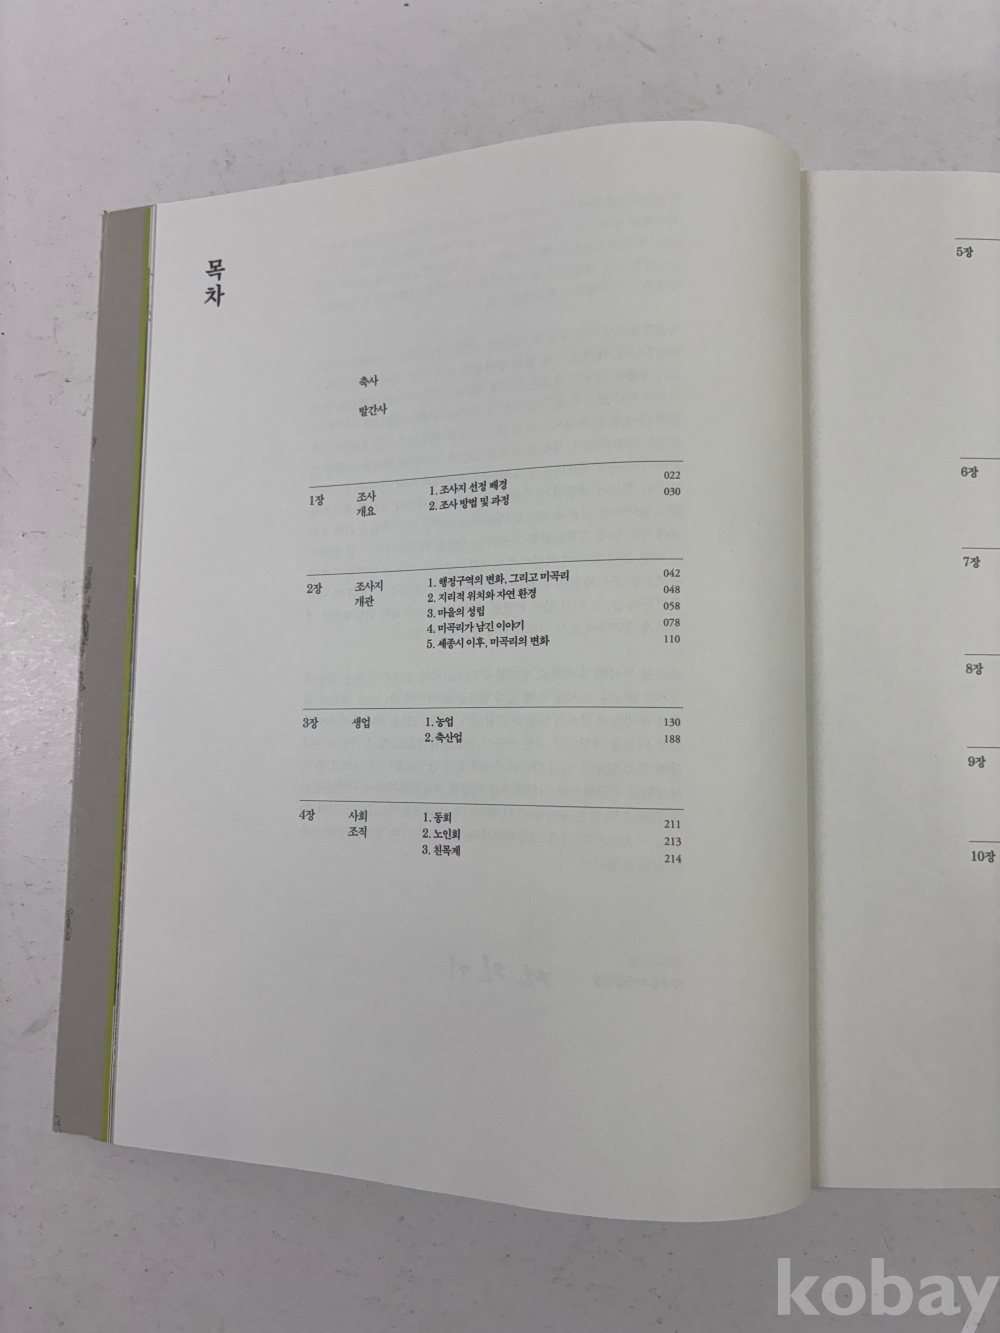 목차
축사
발간사
1장 조사 개요 1. 조사지 선정 배경 022
2. 조사 방법 및 과정 030
2장 조사지 개관 1. 행정구역의 변화, 그리고 미곡리 042
2. 지리적 위치와 자연 환경 048
3. 마을의 성립 058
4. 미곡리가 남긴 이야기 078
5. 세종시 이후, 미곡리의 변화 110
3장 생업 1. 농업 130
2. 축산업 188
4장 사회 조직 1. 동회 211
2. 노인회 213
3. 천목계 214
5장
6장
7장
8장
9장
10장
kobay